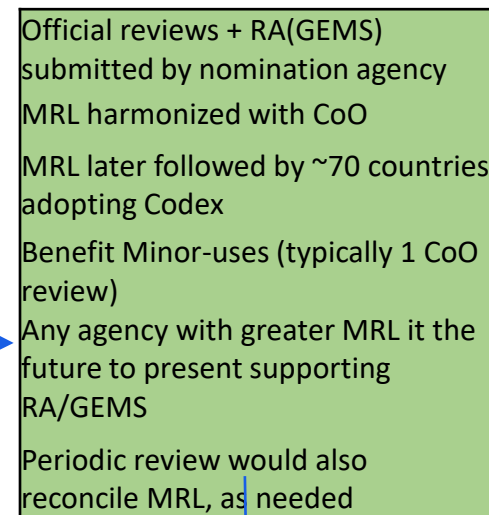 Official reviews + RA(GEMS)
submitted by nomination agency
MRL harmonized with CoO
MRL later followed by ~70 countries
adopting Codex
Benefit Minor-uses (typically 1 CoO
review)
Any agency with greater MRL it the
future to present supporting
RA/GEMS
Periodic review would also
reconcile MRL, as needed